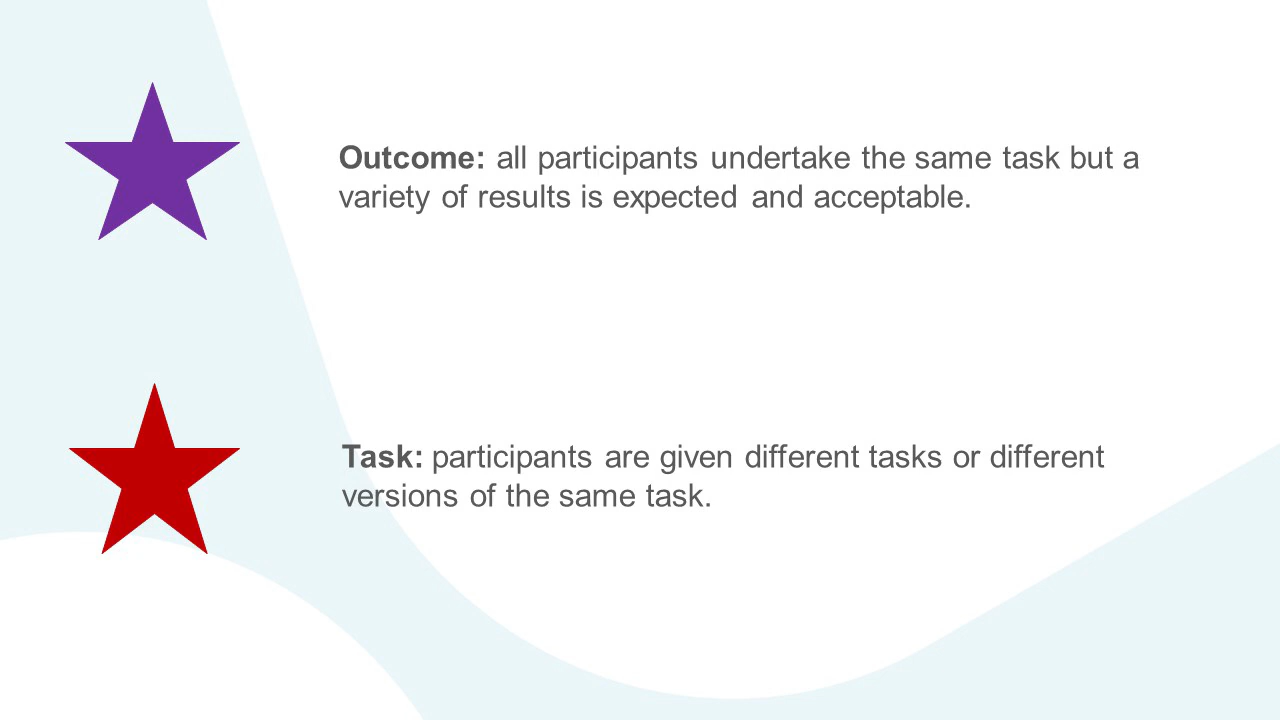 Outcome: all participants undertake the same task but a
variety of results is expected and acceptable.
Task: participants are given different tasks or different
versions of the same task.